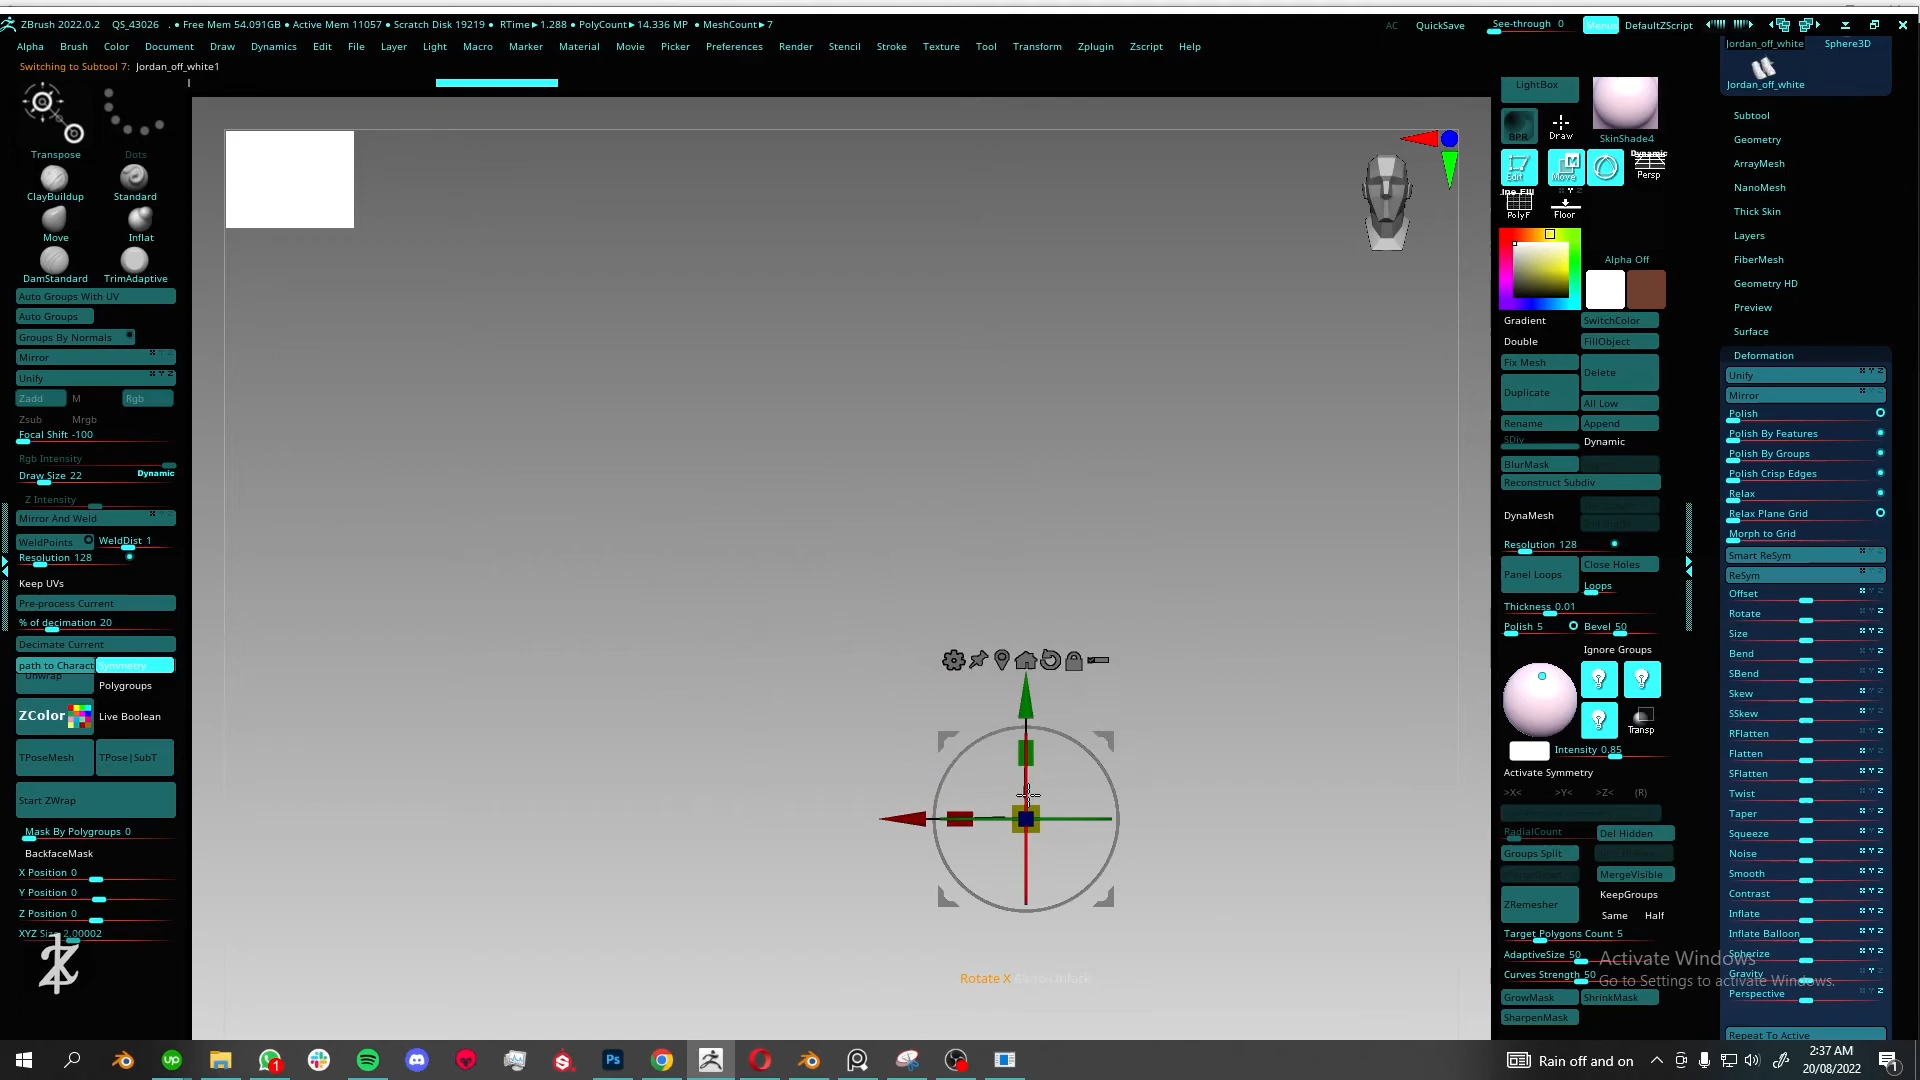 ZBrush 2022.0.2 QS_43026 . • Free Mem 54.091GB • Active Mem 11057 • Scratch Disk 19219 • RTime▶1.288 • PolyCount▶14.336 MP • MeshCount▶7
AC QuickSave See-through 0 Menus DefaultZScript
Alpha Brush Color Document Draw Dynamics Edit File Layer Light Macro Marker Material Movie Picker Preferences Render Stencil Stroke Texture Tool Transform Zplugin Zscript Help
Switching to Subtool 7: Jordan_off_white1
Transpose Dots
ClayBuildup Standard
Move Inflat
DamStandard TrimAdaptive
Auto Groups With UV
Auto Groups
Groups By Normals
Mirror
Unify
Zadd M Rgb
Zsub Mrgb
Focal Shift -100
Rgb Intensity
Draw Size 22 Dynamic
Z Intensity
Mirror And Weld
WeldPoints WeldDist 1
Resolution 128
Keep UVs
Pre-process Current
% of decimation 20
Decimate Current
path to Charact Symmetry
Unwrap Polygroups
ZColor Live Boolean
TPoseMesh TPose|SubT
Start ZWrap
Mask By Polygroups 0
BackfaceMask
X Position 0
Y Position 0
Z Position 0
XYZ Size 2.00002
Rotate X
LightBox
SkinShade4
BPR Draw
Edit Move Dynamic Persp
Line Fill PolyF Floor
Alpha Off
Gradient SwitchColor
Double FillObject
Fix Mesh Delete
Duplicate All Low
Rename Append
SDiv Dynamic
BlurMask
Reconstruct Subdiv
DynaMesh
Resolution 128
Panel Loops Close Holes
Loops
Thickness 0.01
Polish 5 Bevel 50
Ignore Groups
Transp
Intensity 0.85
Activate Symmetry
>X< >Y< >Z< (R)
RadialCount Del Hidden
Groups Split
MergeVisible
ZRemesher KeepGroups
Same Half
Target Polygons Count 5
AdaptiveSize 50
Curves Strength 50
GrowMask ShrinkMask
SharpenMask
Jordan_off_white Sphere3D
Jordan_off_white
Subtool
Geometry
ArrayMesh
NanoMesh
Thick Skin
Layers
FiberMesh
Geometry HD
Preview
Surface
Deformation
Unify
Mirror
Polish
Polish By Features
Polish By Groups
Polish Crisp Edges
Relax
Relax Plane Grid
Morph to Grid
Smart ReSym
ReSym
Offset
Rotate
Size
Bend
SBend
Skew
SSkew
RFlatten
Flatten
SFlatten
Twist
Taper
Squeeze
Noise
Smooth
Contrast
Inflate
Inflate Balloon
Spherize
Gravity
Perspective
Repeat To Active
Activate Windows
Go to Settings to activate Windows.
Rain off and on
2:37 AM
20/08/2022